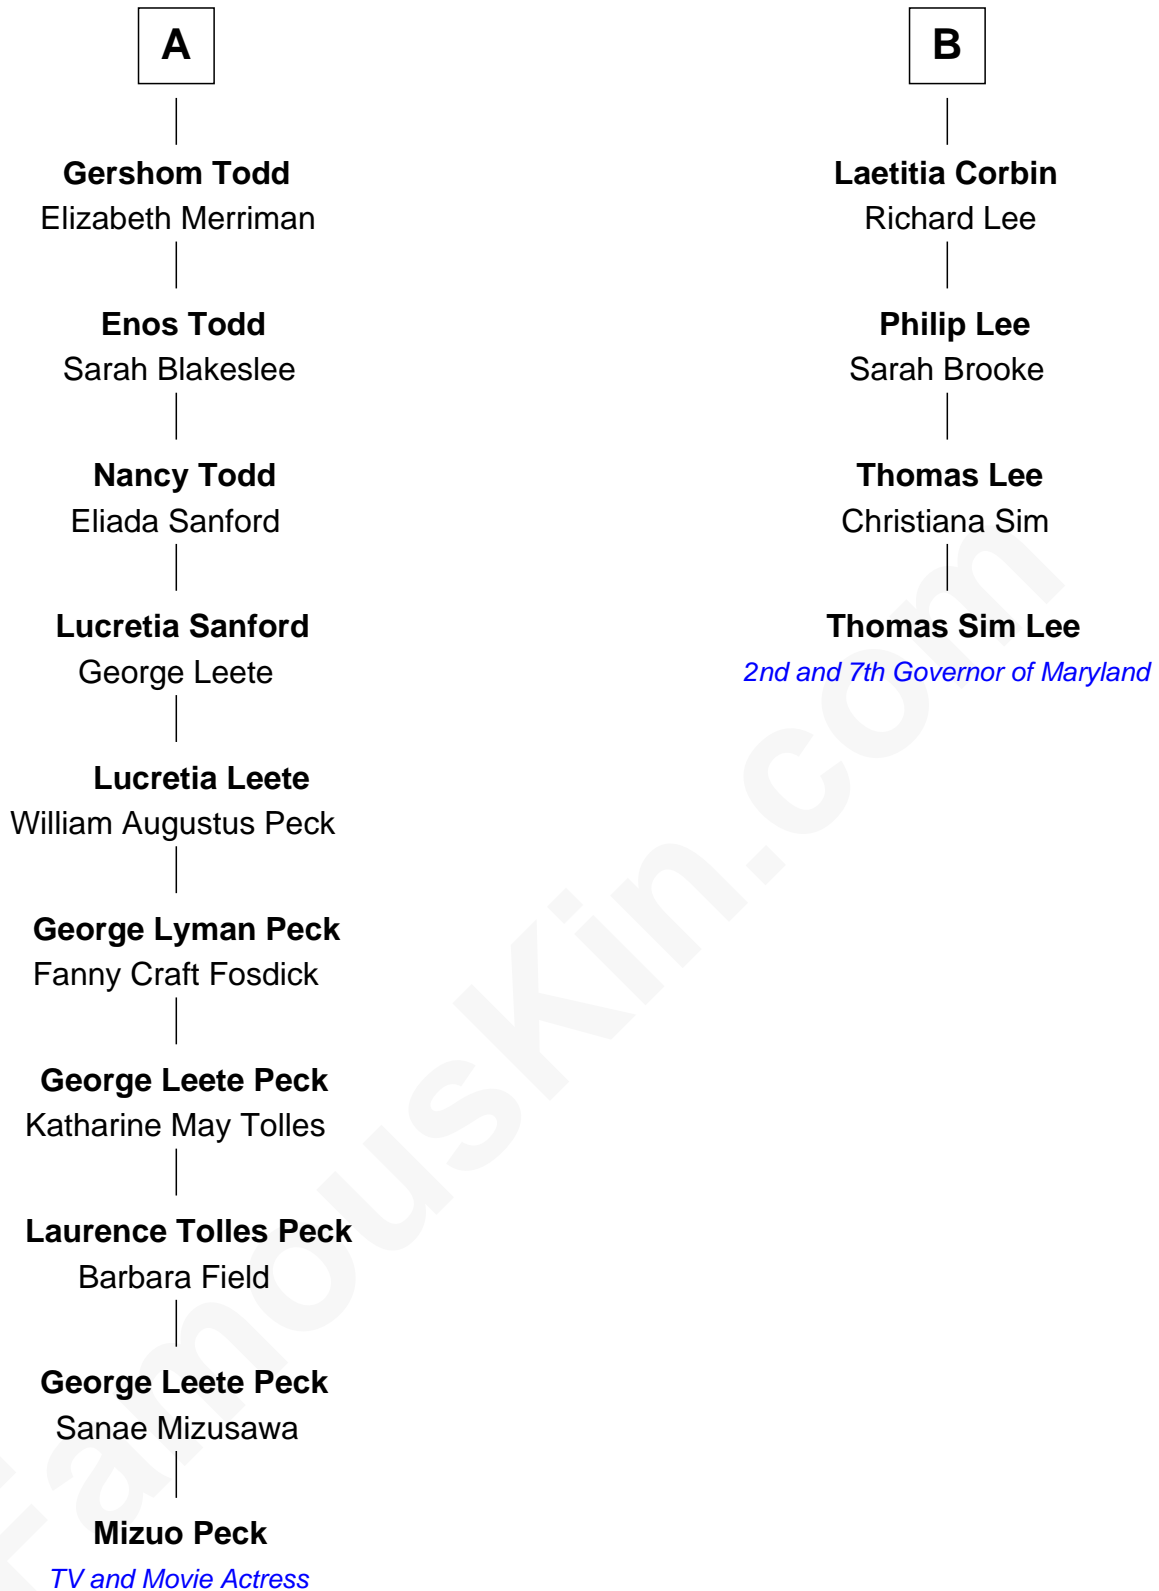 A
Gershom Todd
Elizabeth Merriman
Enos Todd
Sarah Blakeslee
Nancy Todd
Eliada Sanford
Lucretia Sanford
George Leete
Lucretia Leete
William Augustus Peck
George Lyman Peck
Fanny Craft Fosdick
George Leete Peck
Katharine May Tolles
Laurence Tolles Peck
Barbara Field
George Leete Peck
Sanae Mizusawa
Mizuo Peck
TV and Movie Actress
B
Laetitia Corbin
Richard Lee
Philip Lee
Sarah Brooke
Thomas Lee
Christiana Sim
Thomas Sim Lee
2nd and 7th Governor of Maryland
FamousKin.com